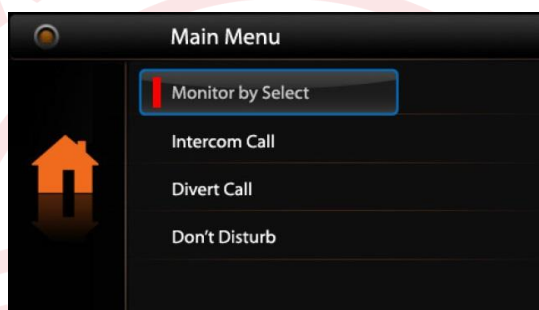 Main Menu
Monitor by Select
Intercom Call
Divert Call
Don't Disturb